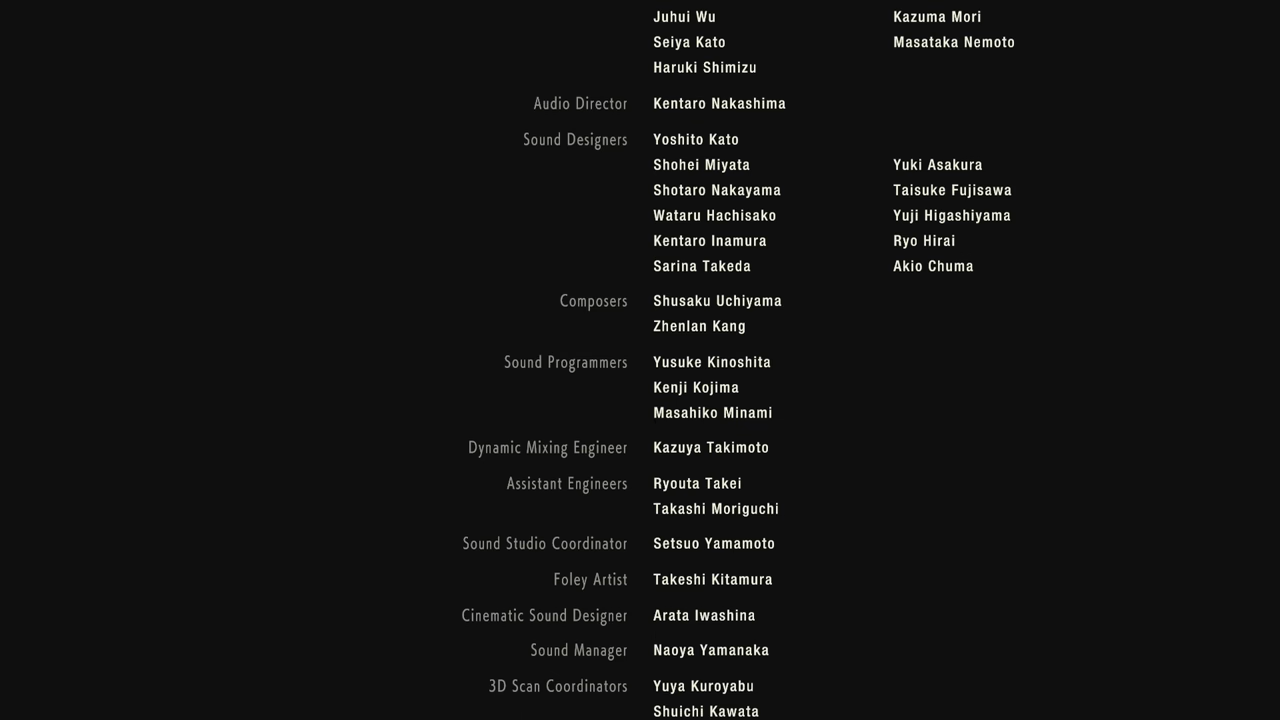 Juhui Wu Kazuma Mori
Seiya Kato Masataka Nemoto
Haruki Shimizu
Audio Director Kentaro Nakashima
Sound Designers Yoshito Kato
Shohei Miyata Yuki Asakura
Shotaro Nakayama Taisuke Fujisawa
Wataru Hachisako Yuji Higashiyama
Kentaro Inamura Ryo Hirai
Sarina Takeda Akio Chuma
Composers Shusaku Uchiyama
Zhenlan Kang
Sound Programmers Yusuke Kinoshita
Kenji Kojima
Masahiko Minami
Dynamic Mixing Engineer Kazuya Takimoto
Assistant Engineers Ryouta Takei
Takashi Moriguchi
Sound Studio Coordinator Setsuo Yamamoto
Foley Artist Takeshi Kitamura
Cinematic Sound Designer Arata Iwashina
Sound Manager Naoya Yamanaka
3D Scan Coordinators Yuya Kuroyabu
Shuichi Kawata